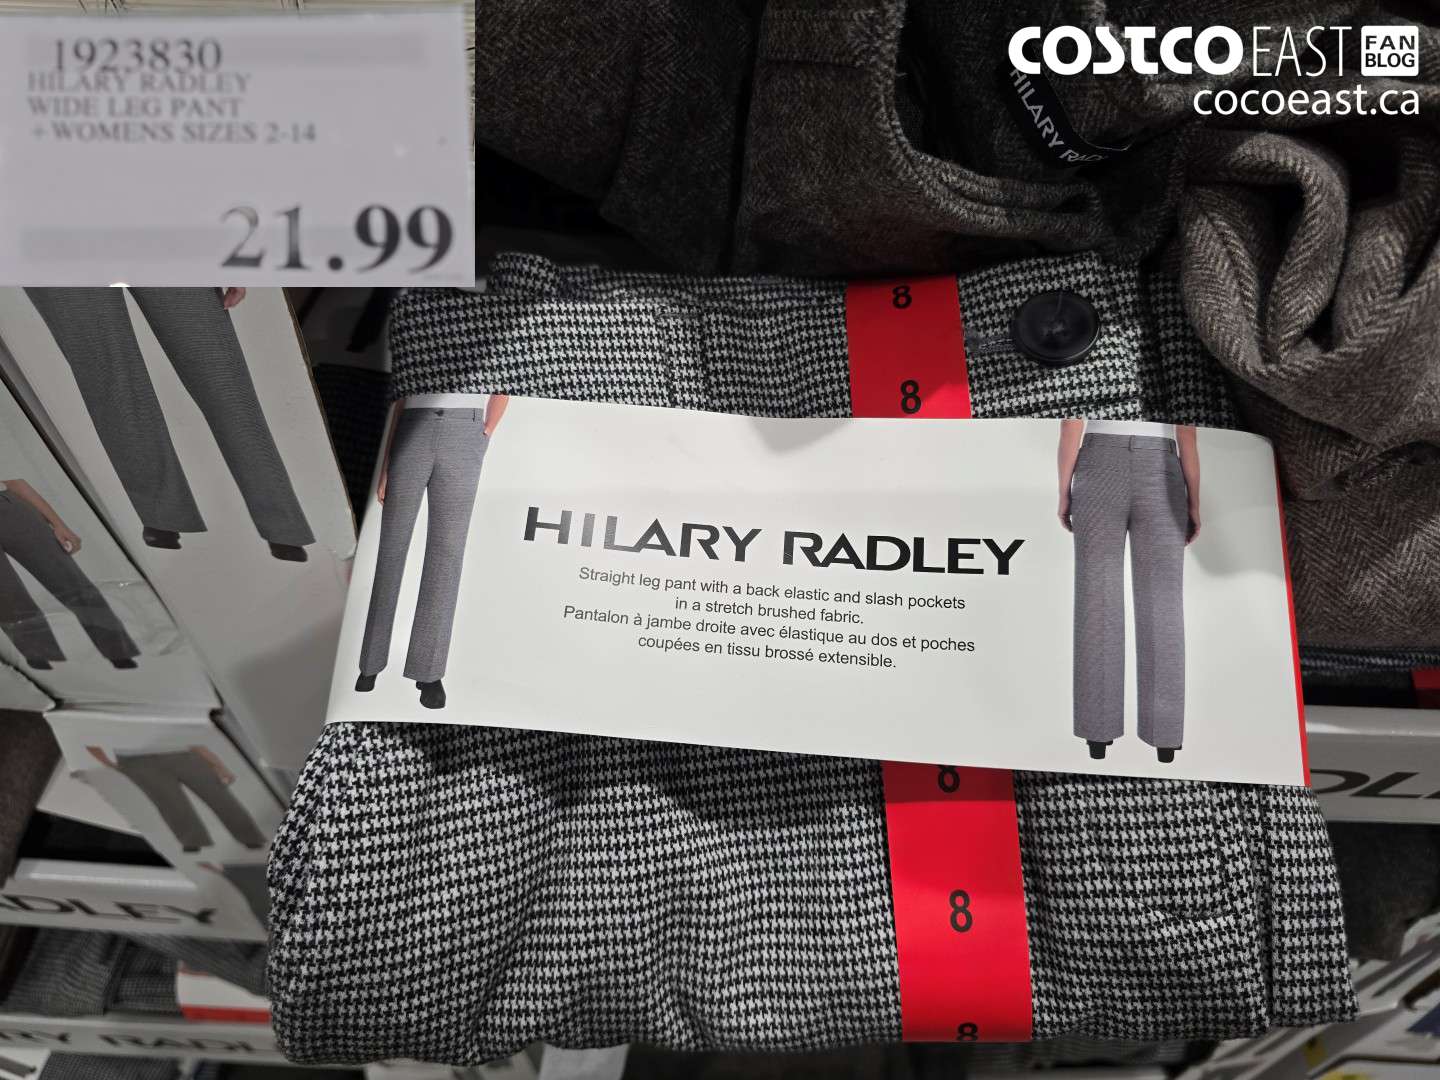 1923830
HILARY RADLEY
WIDE LEG PANT
+WOMENS SIZES 2-14
21.99
COSTCO EAST FAN BLOG
cocoeast.ca
HILARY RADLEY
8
8
HILARY RADLEY
Straight leg pant with a back elastic and slash pockets
in a stretch brushed fabric.
Pantalon à jambe droite avec élastique au dos et poches
coupées en tissu brossé extensible.
8
8
8